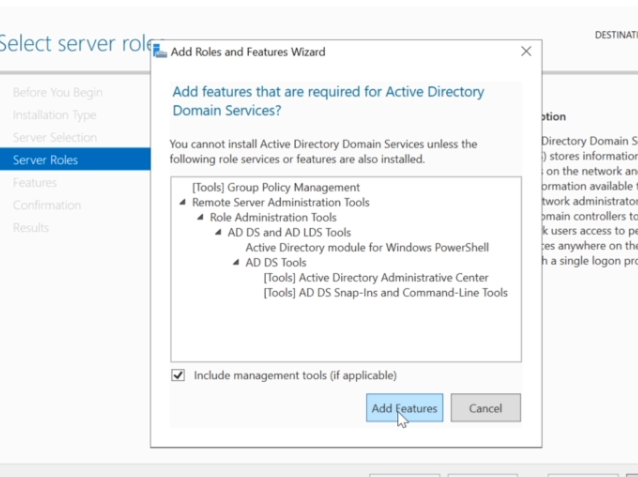 Select server role
DESTINATI
Add Roles and Features Wizard
Before You Begin
Installation Type
Server Selection
Server Roles
Features
Confirmation
Results
Add features that are required for Active Directory
Domain Services?
You cannot install Active Directory Domain Services unless the
following role services or features are also installed.
[Tools] Group Policy Management
Remote Server Administration Tools
Role Administration Tools
AD DS and AD LDS Tools
Active Directory module for Windows PowerShell
AD DS Tools
[Tools] Active Directory Administrative Center
[Tools] AD DS Snap-Ins and Command-Line Tools
Include management tools (if applicable)
Add Features
Cancel
ption
Directory Domain S
) stores information
on the network an
ormation available t
twork administrator
omain controllers to
k users access to pe
ces anywhere on the
h a single logon pro